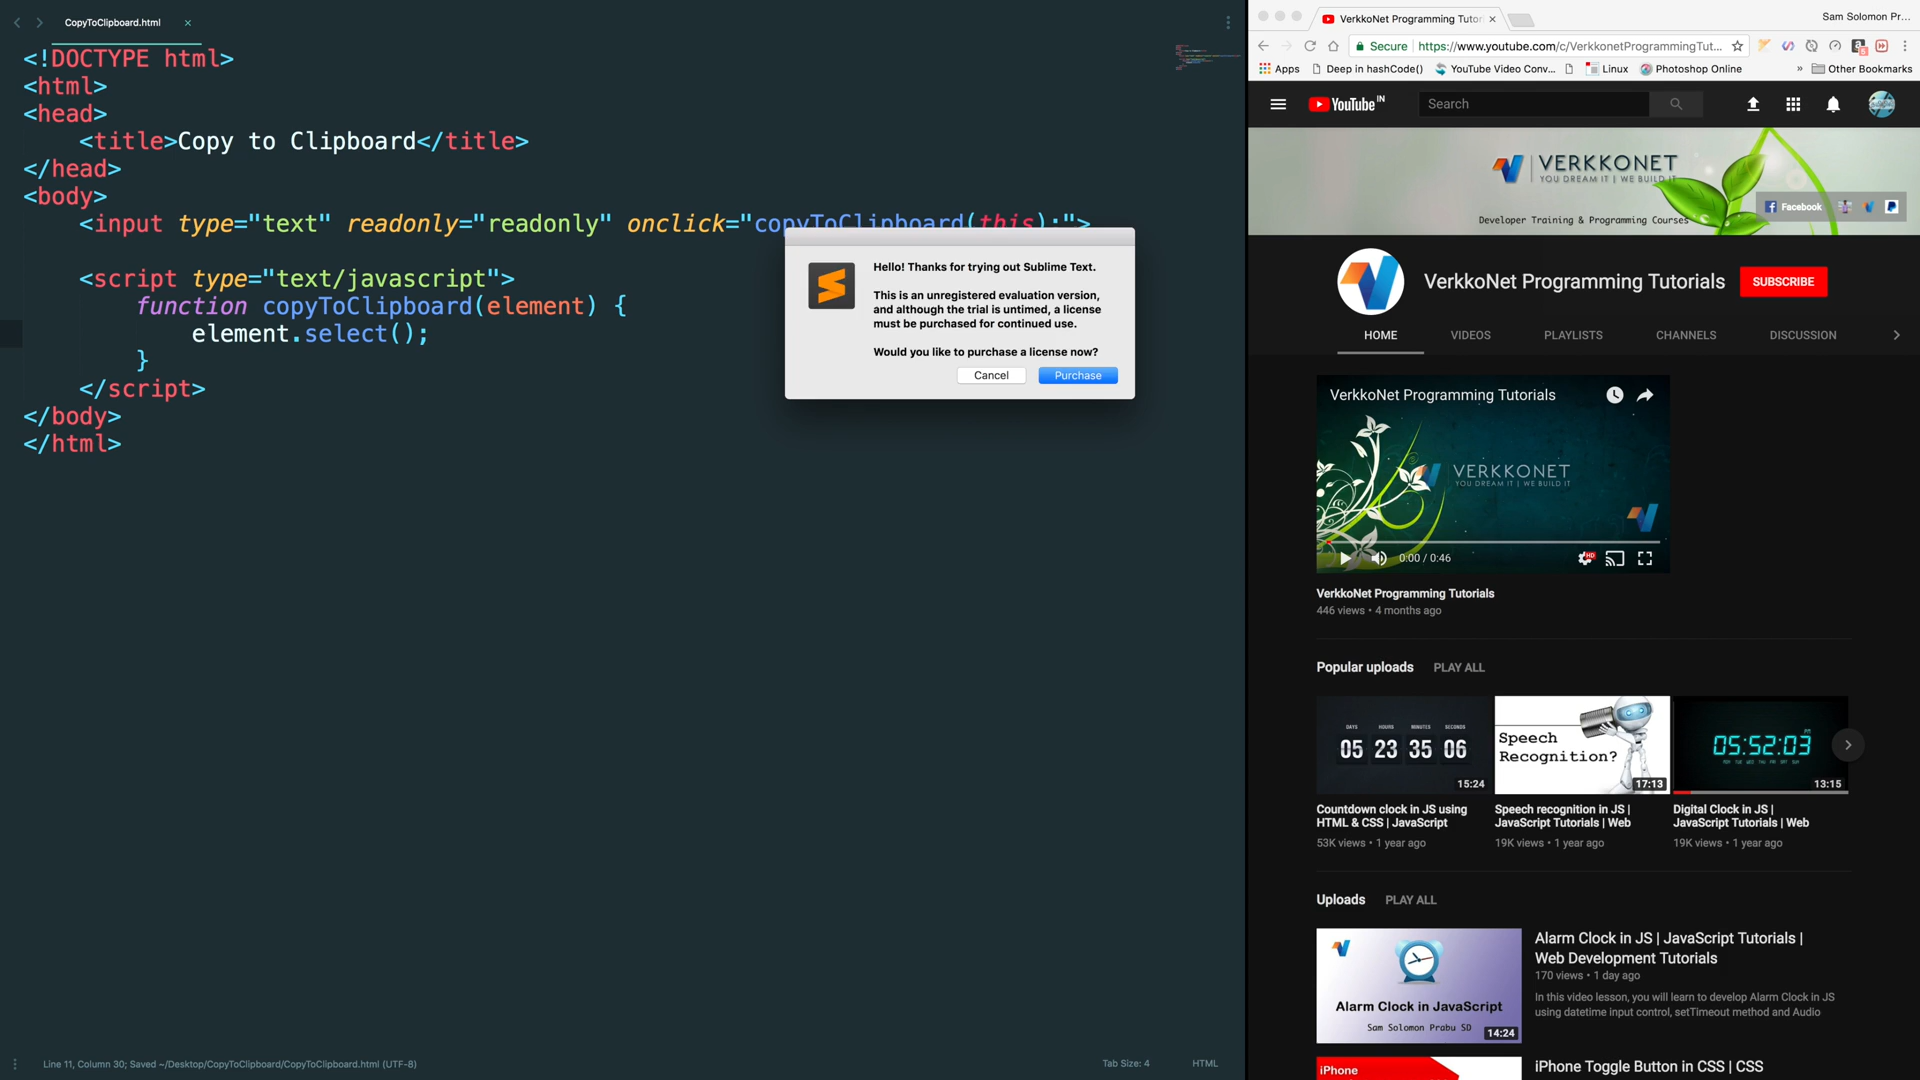 CopyToClipboard.html
<!DOCTYPE html>
<html>
<head>
<title>Copy to Clipboard</title>
</head>
<body>
<input type="text" readonly="readonly" onclick="copyToClipboard(this);">
<script type="text/javascript">
function copyToClipboard(element) {
element.select();
}
</script>
</body>
</html>
Hello! Thanks for trying out Sublime Text.
This is an unregistered evaluation version,
and although the trial is untimed, a license
must be purchased for continued use.
Would you like to purchase a license now?
Cancel Purchase
Line 11, Column 30; Saved ~/Desktop/CopyToClipboard/CopyToClipboard.html (UTF-8)
Tab Size: 4 HTML
VerkkoNet Programming Tutor
Sam Solomon Pr...
Secure https://www.youtube.com/c/VerkkonetProgrammingTut...
Apps Deep in hashCode() YouTube Video Conv... Linux Photoshop Online » Other Bookmarks
YouTube IN
Search
VERKKONET
YOU DREAM IT | WE BUILD IT
Developer Training & Programming Courses
Facebook
VerkkoNet Programming Tutorials
SUBSCRIBE
HOME VIDEOS PLAYLISTS CHANNELS DISCUSSION
VerkkoNet Programming Tutorials
VERKKONET
YOU DREAM IT | WE BUILD IT
0:00 / 0:46
HD
VerkkoNet Programming Tutorials
446 views • 4 months ago
Popular uploads PLAY ALL
DAYS HOURS MINUTES SECONDS
05 23 35 06
15:24
Speech
Recognition?
17:13
05:52:03
13:15
Countdown clock in JS using
HTML & CSS | JavaScript
53K views • 1 year ago
Speech recognition in JS |
JavaScript Tutorials | Web
19K views • 1 year ago
Digital Clock in JS |
JavaScript Tutorials | Web
19K views • 1 year ago
Uploads PLAY ALL
Alarm Clock in JavaScript
Sam Solomon Prabu SD
14:24
Alarm Clock in JS | JavaScript Tutorials |
Web Development Tutorials
170 views • 1 day ago
In this video lesson, you will learn to develop Alarm Clock in JS
using datetime input control, setTimeout method and Audio
iPhone
iPhone Toggle Button in CSS | CSS